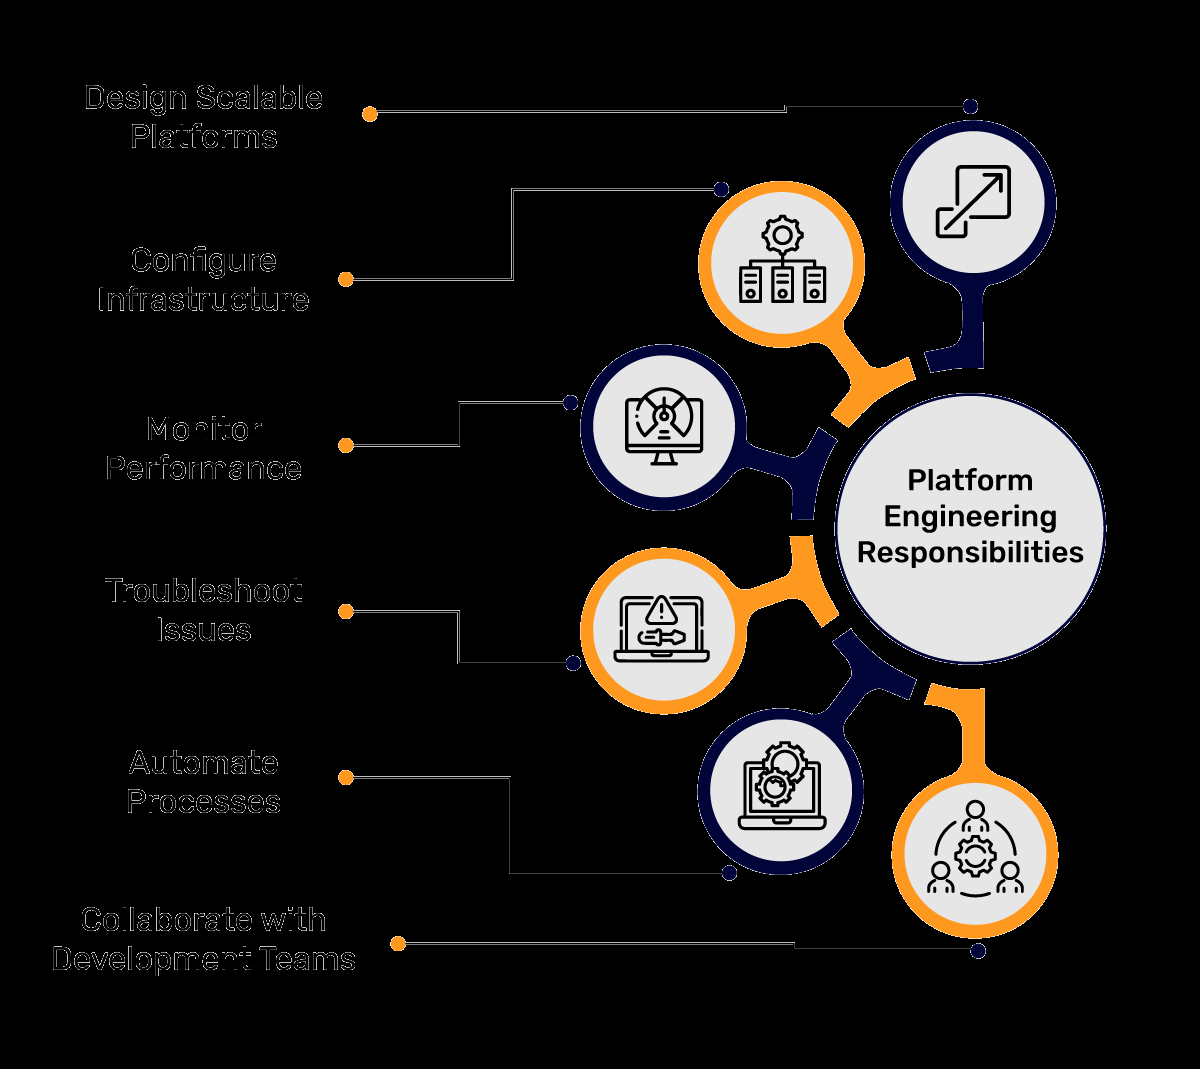 Design Scalable
Platforms
Configure
Infrastructure
Monitor
Performance
Troubleshoot
Issues
Automate
Processes
Collaborate with
Development Teams
Platform
Engineering
Responsibilities